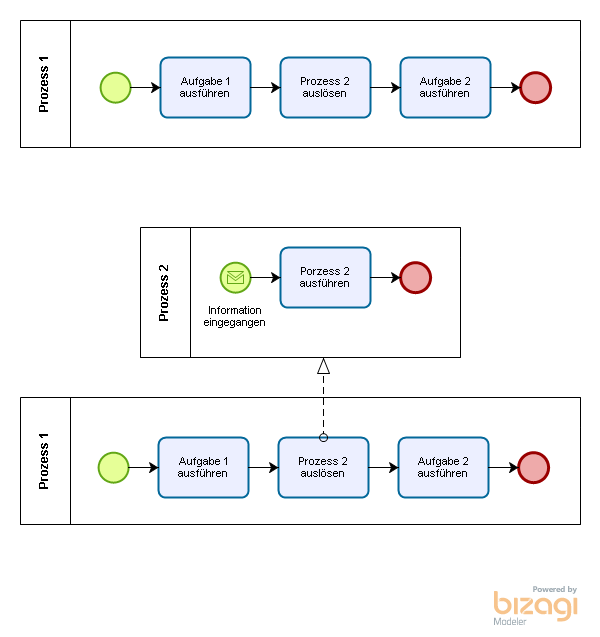 Prozess 1
Aufgabe 1
ausführen
Prozess 2
auslösen
Aufgabe 2
ausführen
Prozess 2
Information
eingegangen
Porzess 2
ausführen
Prozess 1
Aufgabe 1
ausführen
Prozess 2
auslösen
Aufgabe 2
ausführen
Powered by
bizagi
Modeler